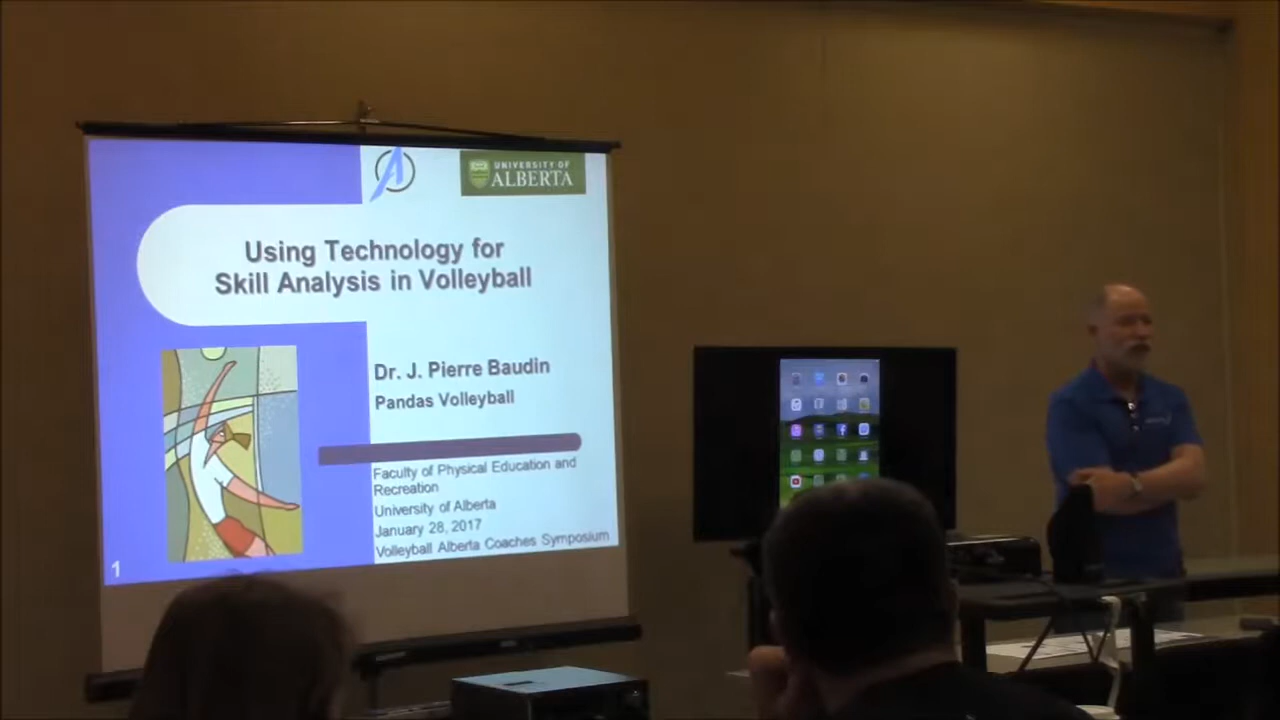 UNIVERSITY OF
ALBERTA
Using Technology for
Skill Analysis in Volleyball
Dr. J. Pierre Baudin
Pandas Volleyball
Faculty of Physical Education and
Recreation
University of Alberta
January 28, 2017
Volleyball Alberta Coaches Symposium
1